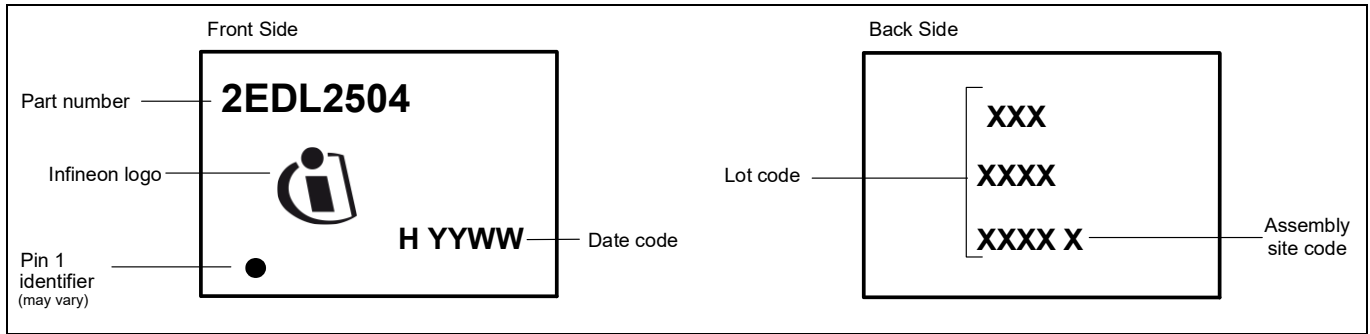 Front Side
Back Side
Part number
2EDL2504
Infineon logo
H YYWW
Date code
Pin 1
identifier
(may vary)
Lot code
XXX
XXXX
XXXX X
Assembly
site code